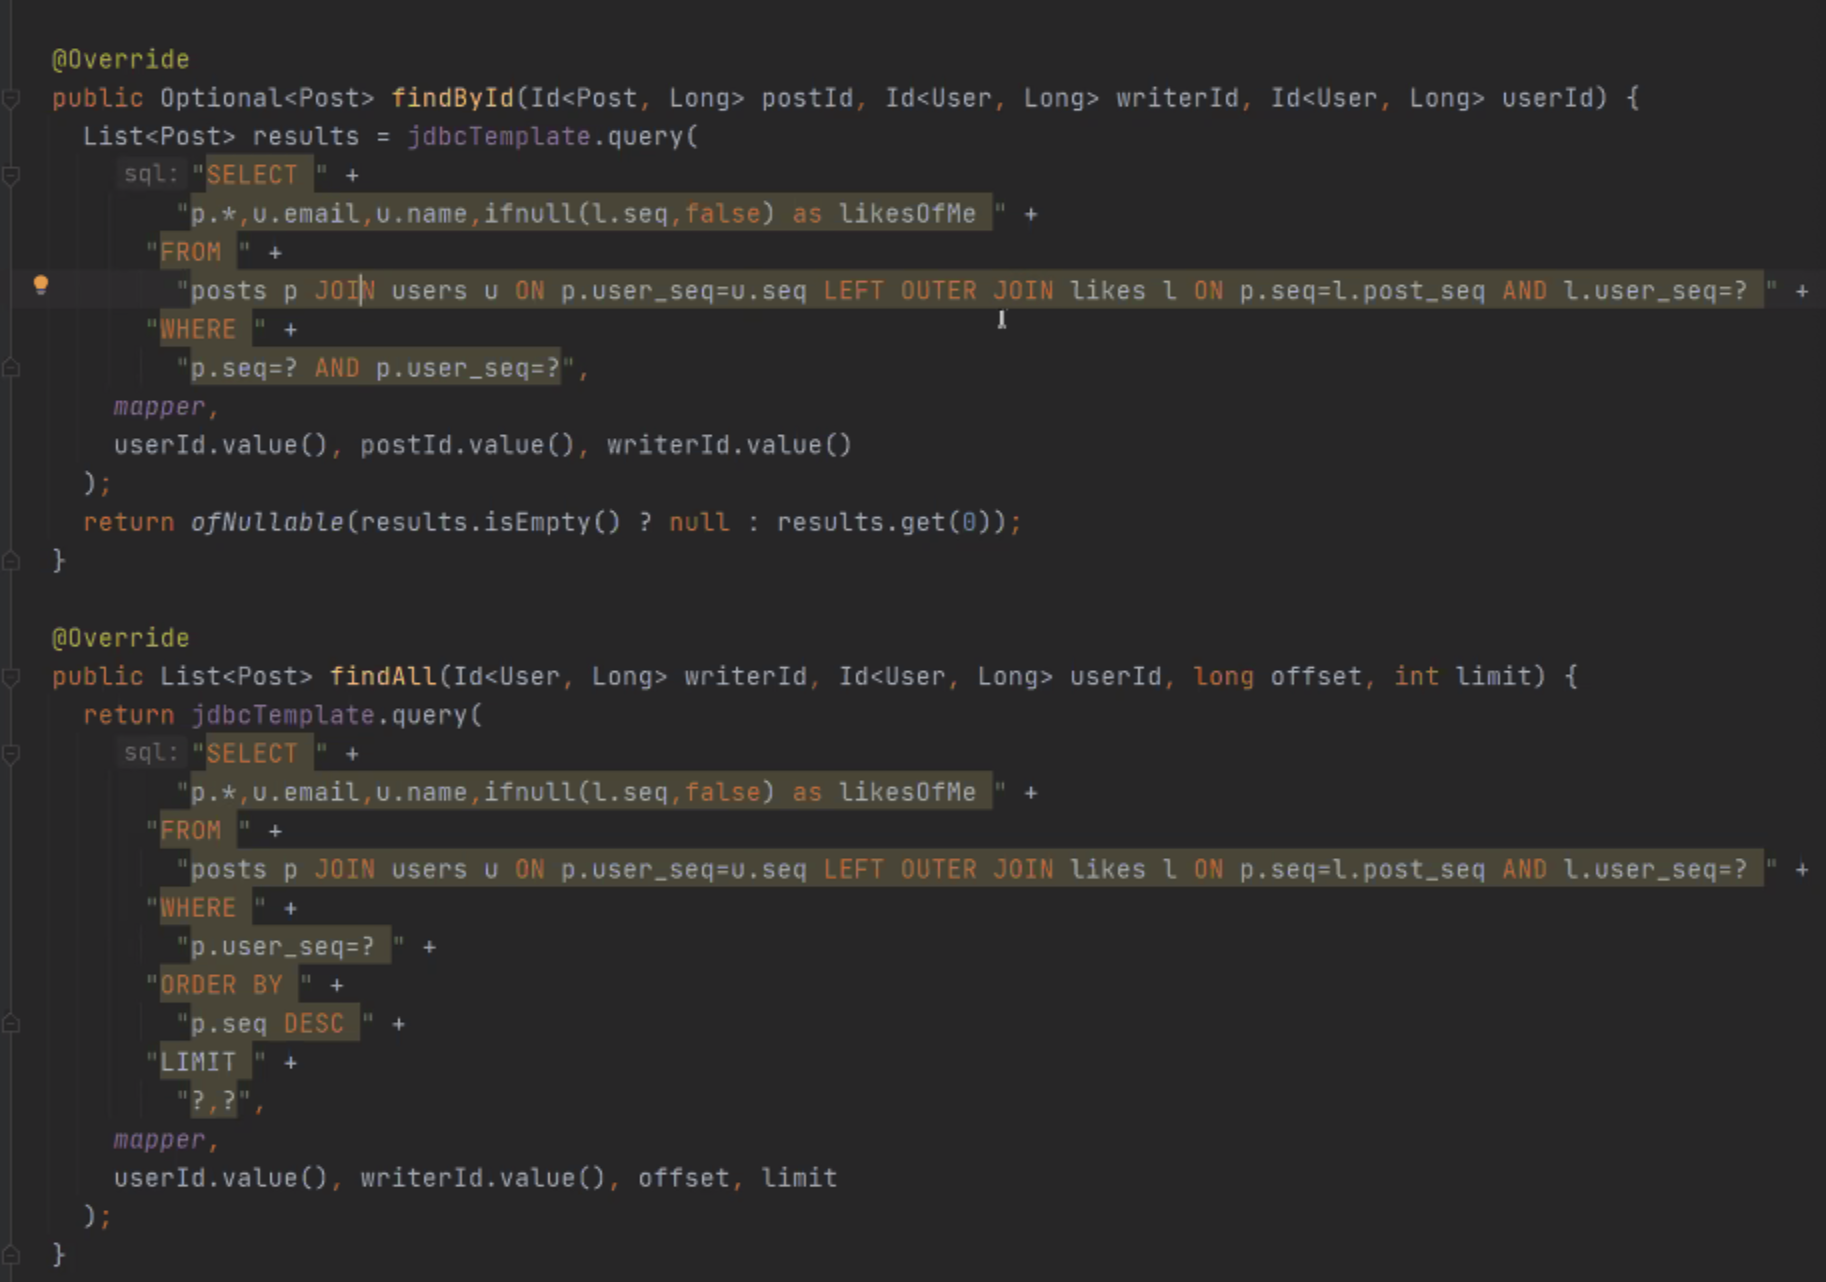 @Override
public Optional<Post> findById(Id<Post, Long> postId, Id<User, Long> writerId, Id<User, Long> userId) {
List<Post> results = jdbcTemplate.query(
sql: "SELECT " +
"p.*,u.email,u.name,ifnull(l.seq,false) as likesOfMe " +
"FROM " +
"posts p JOIN users u ON p.user_seq=u.seq LEFT OUTER JOIN likes l ON p.seq=l.post_seq AND l.user_seq=? " +
"WHERE " +
"p.seq=? AND p.user_seq=?",
mapper,
userId.value(), postId.value(), writerId.value()
);
return ofNullable(results.isEmpty() ? null : results.get(0));
}
@Override
public List<Post> findAll(Id<User, Long> writerId, Id<User, Long> userId, long offset, int limit) {
return jdbcTemplate.query(
sql: "SELECT " +
"p.*,u.email,u.name,ifnull(l.seq,false) as likesOfMe " +
"FROM " +
"posts p JOIN users u ON p.user_seq=u.seq LEFT OUTER JOIN likes l ON p.seq=l.post_seq AND l.user_seq=? " +
"WHERE " +
"p.user_seq=? " +
"ORDER BY " +
"p.seq DESC " +
"LIMIT " +
"?,?",
mapper,
userId.value(), writerId.value(), offset, limit
);
}